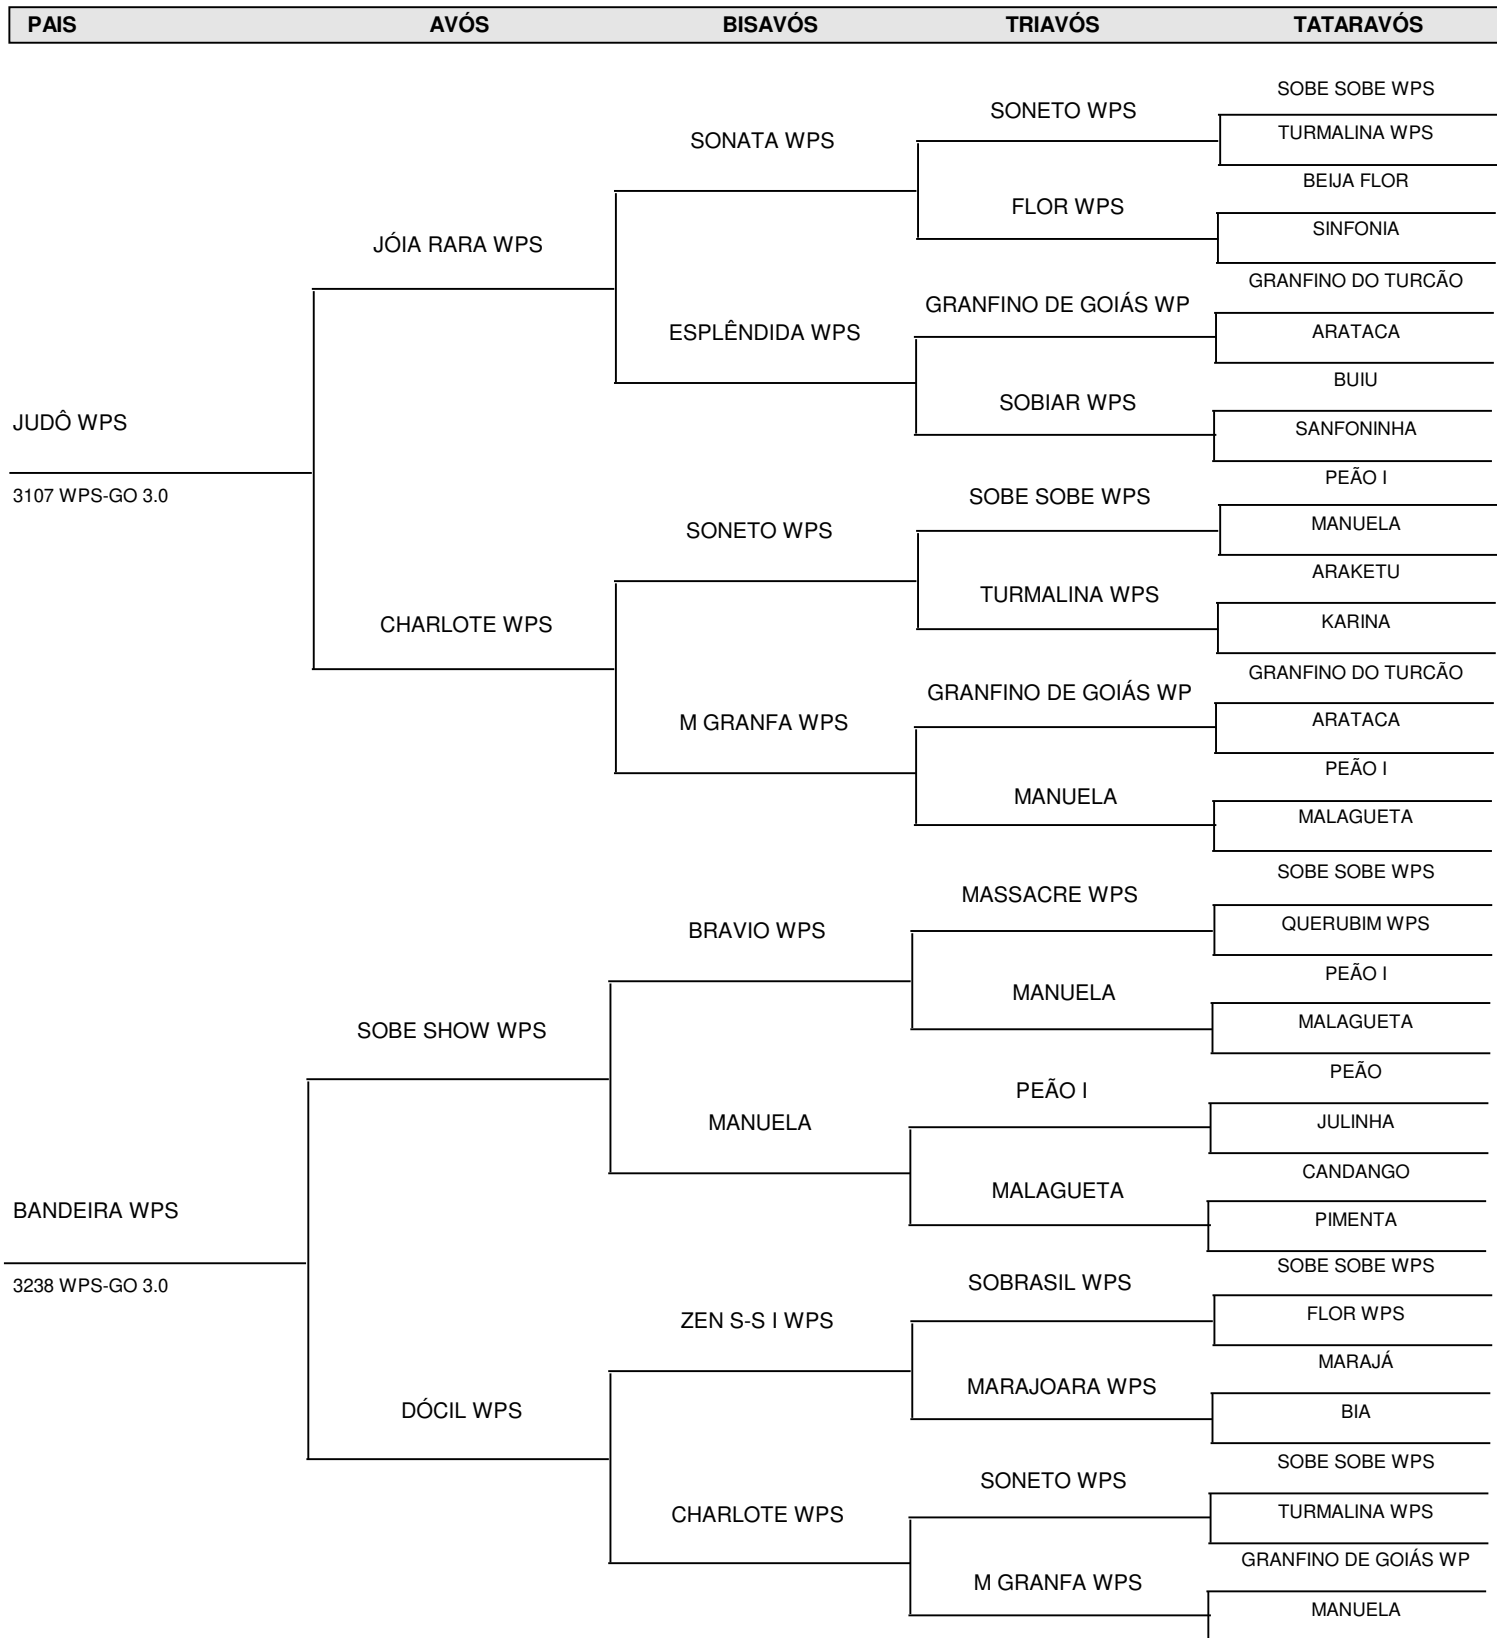 PAIS AVÓS BISAVÓS TRIAVÓS TATARAVÓS
SOBE SOBE WPS
SONETO WPS
TURMALINA WPS
SONATA WPS
BEIJA FLOR
FLOR WPS
SINFONIA
JÓIA RARA WPS
GRANFINO DO TURCÃO
GRANFINO DE GOIÁS WP
ARATACA
ESPLÊNDIDA WPS
BUIU
SOBIAR WPS
JUDÔ WPS
SANFONINHA
PEÃO I
3107 WPS-GO 3.0
SOBE SOBE WPS
MANUELA
SONETO WPS
ARAKETU
TURMALINA WPS
KARINA
CHARLOTE WPS
GRANFINO DO TURCÃO
GRANFINO DE GOIÁS WP
ARATACA
M GRANFA WPS
PEÃO I
MANUELA
MALAGUETA
SOBE SOBE WPS
MASSACRE WPS
QUERUBIM WPS
BRAVIO WPS
PEÃO I
MANUELA
MALAGUETA
SOBE SHOW WPS
PEÃO
PEÃO I
JULINHA
MANUELA
CANDANGO
MALAGUETA
BANDEIRA WPS
PIMENTA
SOBE SOBE WPS
3238 WPS-GO 3.0
SOBRASIL WPS
FLOR WPS
ZEN S-S I WPS
MARAJÁ
MARAJOARA WPS
DÓCIL WPS
BIA
SOBE SOBE WPS
SONETO WPS
TURMALINA WPS
CHARLOTE WPS
GRANFINO DE GOIÁS WP
M GRANFA WPS
MANUELA